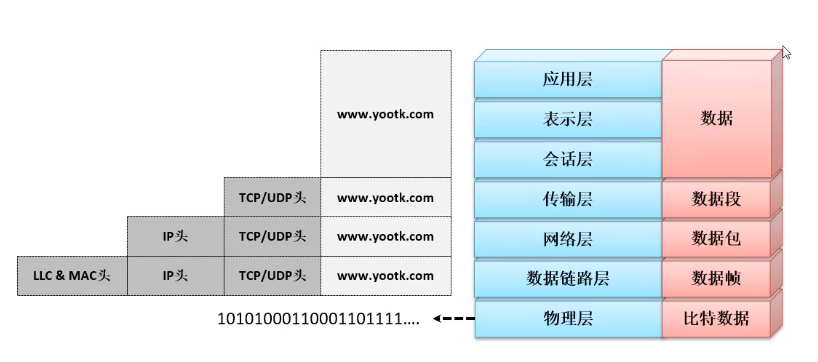 www.yootk.com
应用层
表示层
会话层
数据
TCP/UDP头 www.yootk.com
传输层 数据段
IP头 TCP/UDP头 www.yootk.com
网络层 数据包
LLC & MAC头 IP头 TCP/UDP头 www.yootk.com
数据链路层 数据帧
10101000110001101111....
物理层 比特数据